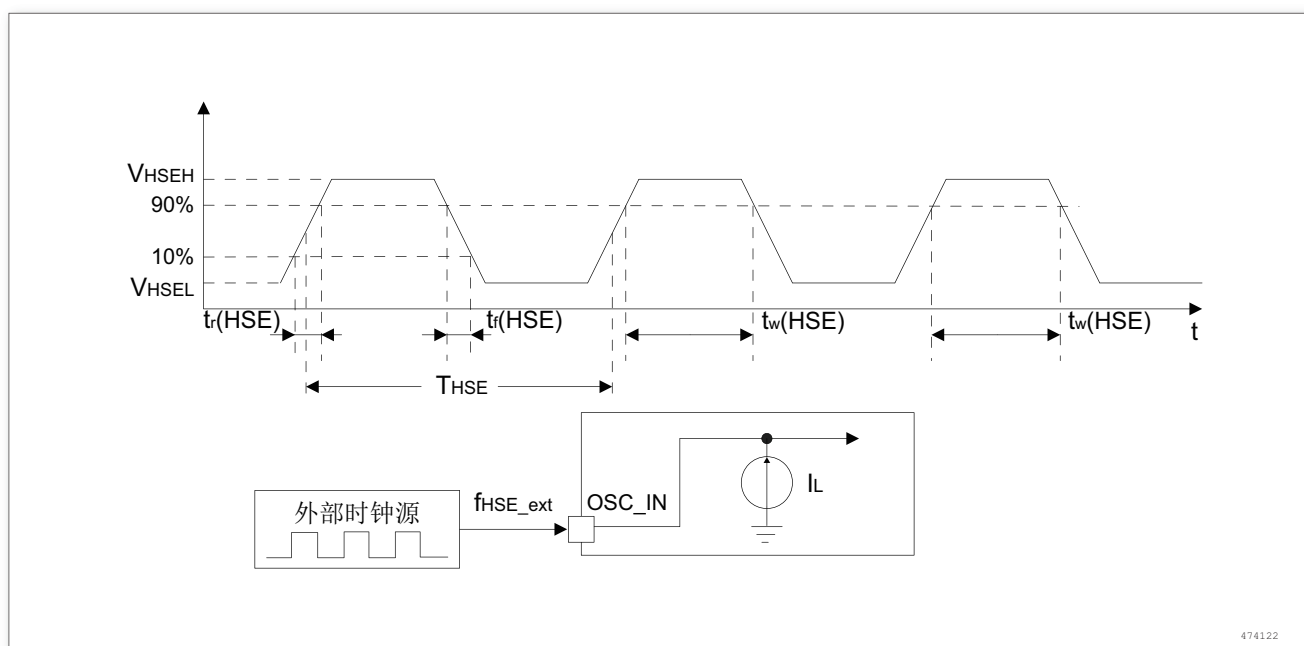 VHSEH
90%
10%
VHSEL
tr(HSE)
tf(HSE)
tw(HSE)
tw(HSE)
t
THSE
外部时钟源
fHSE_ext
OSC_IN
IL
474122